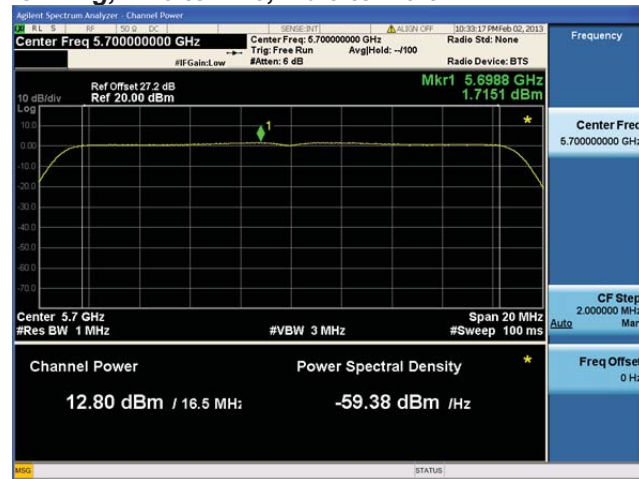 Agilent Spectrum Analyzer - Channel Power
RL S RF 50 Ω DC SENSE:INT ALIGN OFF 10:33:17 PMFeb 02, 2013
Center Freq 5.700000000 GHz
Center Freq: 5.700000000 GHz
Radio Std: None
Trig: Free Run Avg|Hold: --/100
#IFGain:Low #Atten: 6 dB Radio Device: BTS
Frequency
Ref Offset 27.2 dB
10 dB/div Ref 20.00 dBm
Mkr1 5.6988 GHz
1.7151 dBm
Log
10.0
0.00
-10.0
-20.0
-30.0
-40.0
-50.0
-60.0
-70.0
1
*
Center Freq
5.700000000 GHz
Center 5.7 GHz Span 20 MHz
#Res BW 1 MHz #VBW 3 MHz #Sweep 100 ms
CF Step
2.000000 MHz
Auto Man
Channel Power Power Spectral Density *
12.80 dBm / 16.5 MHz -59.38 dBm /Hz
Freq Offset
0 Hz
MSG STATUS